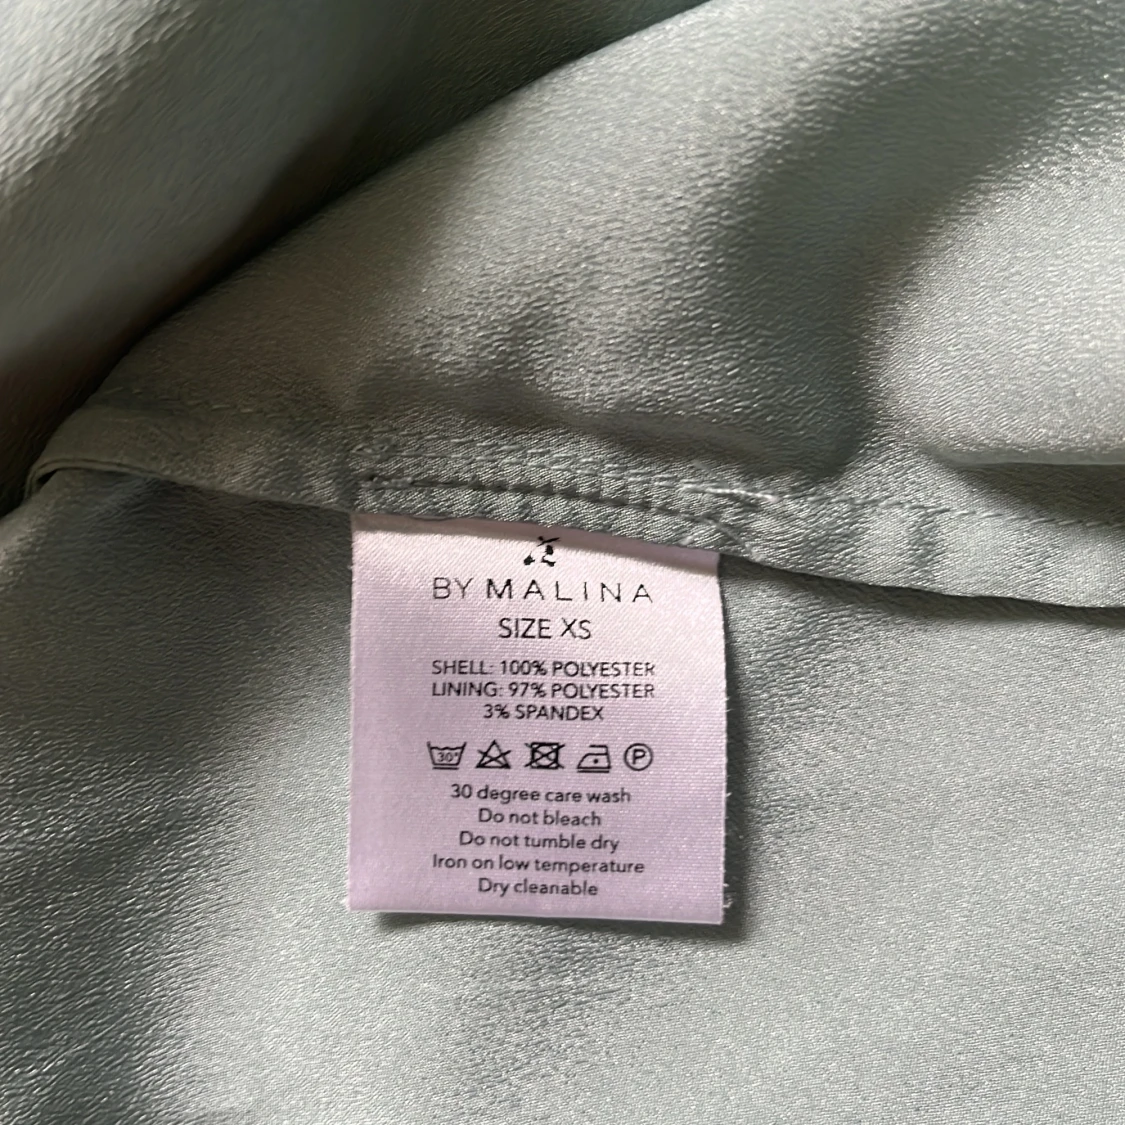 BY MALINA
SIZE XS
SHELL: 100% POLYESTER
LINING: 97% POLYESTER
3% SPANDEX
30°
P
30 degree care wash
Do not bleach
Do not tumble dry
Iron on low temperature
Dry cleanable